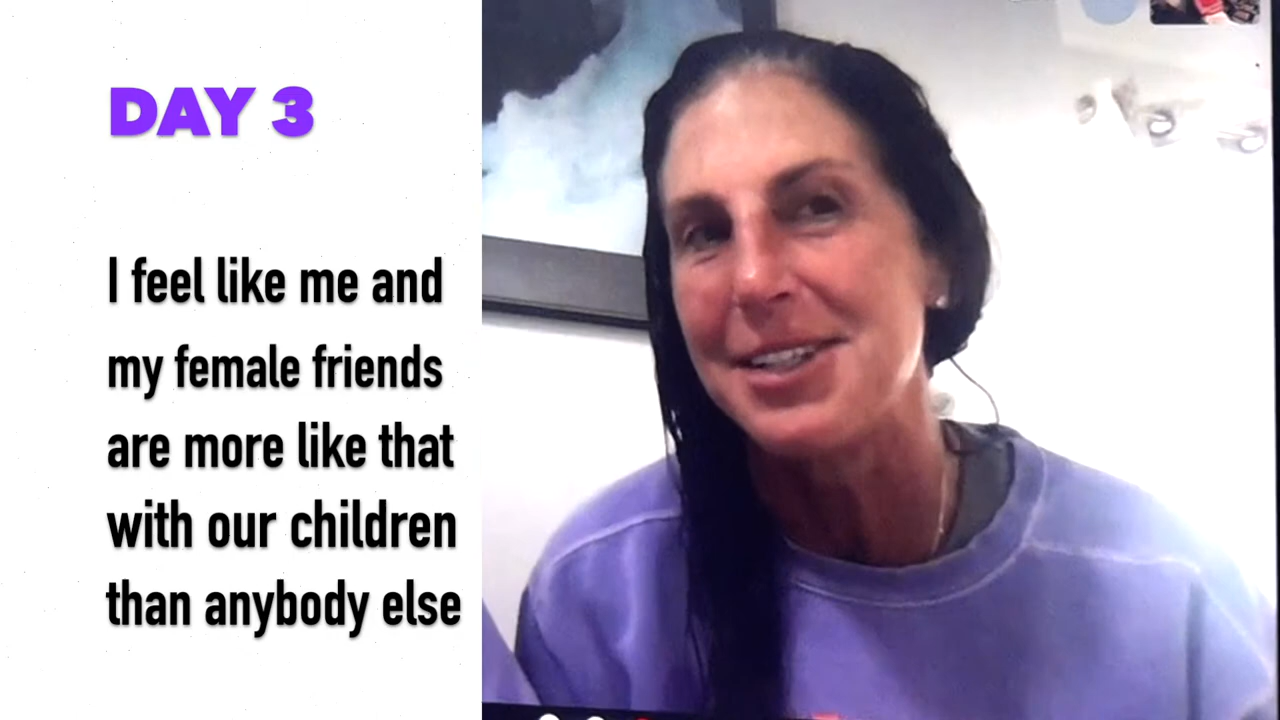 DAY 3
I feel like me and
my female friends
are more like that
with our children
than anybody else